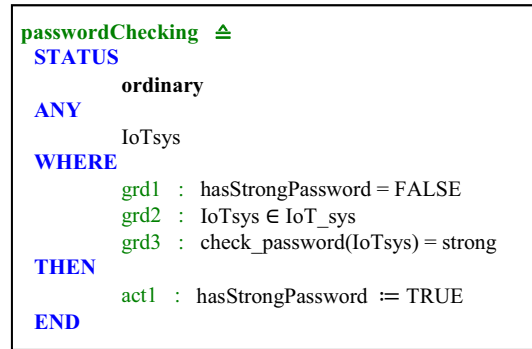 passwordChecking ≙
STATUS
ordinary
ANY
IoTsys
WHERE
grd1 : hasStrongPassword = FALSE
grd2 : IoTsys ∈ IoT_sys
grd3 : check_password(IoTsys) = strong
THEN
act1 : hasStrongPassword ≔ TRUE
END